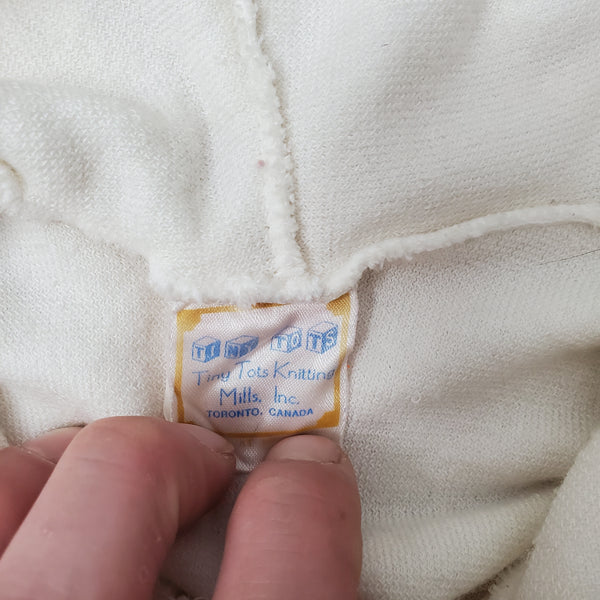 TINY TOTS
Tiny Tots Knitting
Mills, Inc.
TORONTO, CANADA